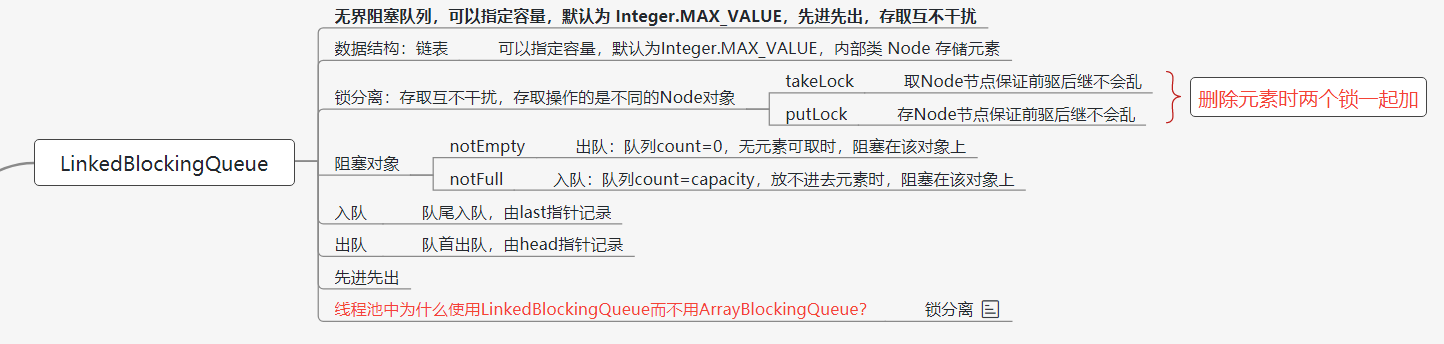 无界阻塞队列，可以指定容量，默认为 Integer.MAX_VALUE，先进先出，存取互不干扰
数据结构：链表 可以指定容量，默认为Integer.MAX_VALUE，内部类 Node 存储元素
锁分离：存取互不干扰，存取操作的是不同的Node对象
takeLock 取Node节点保证前驱后继不会乱
putLock 存Node节点保证前驱后继不会乱
删除元素时两个锁一起加
LinkedBlockingQueue
阻塞对象
notEmpty 出队：队列count=0，无元素可取时，阻塞在该对象上
notFull 入队：队列count=capacity，放不进去元素时，阻塞在该对象上
入队 队尾入队，由last指针记录
出队 队首出队，由head指针记录
先进先出
线程池中为什么使用LinkedBlockingQueue而不用ArrayBlockingQueue？ 锁分离